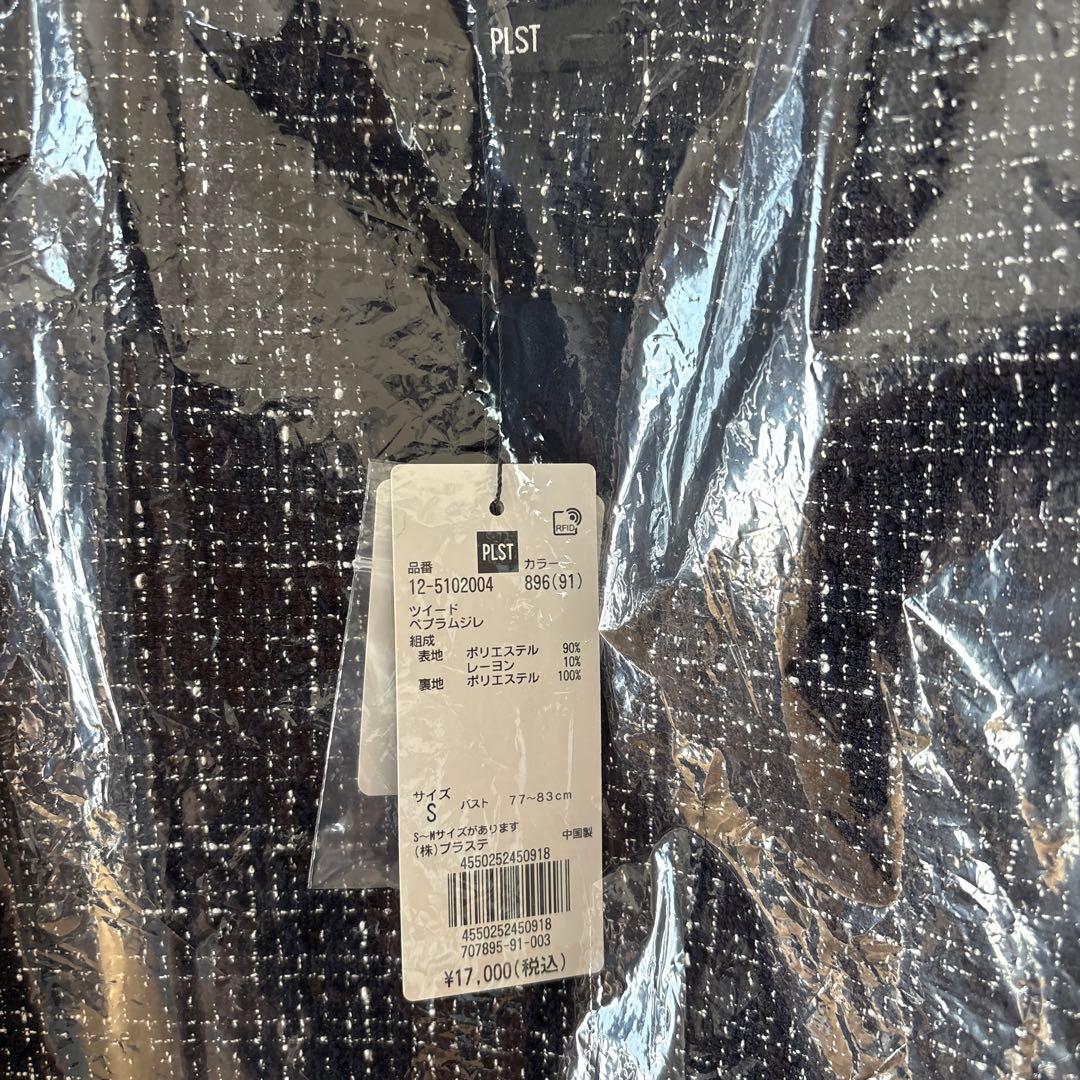 PLST
RFID
PLST
品番 カラー
12-5102004 896(91)
ツイード
ペプラムジレ
組成
表地 ポリエステル 90%
レーヨン 10%
裏地 ポリエステル 100%
サイズ
S バスト 77～83cm
S～Mサイズがあります
(株)プラステ 中国製
4550252450918
4550252450918
707895-91-003
¥17,000(税込)